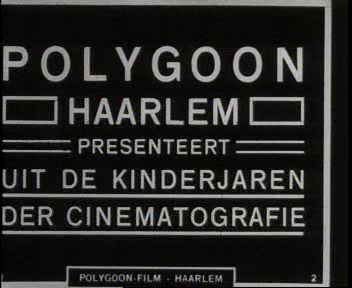 POLYGOON
HAARLEM
PRESENTEERT
UIT DE KINDERJAREN
DER CINEMATOGRAFIE
POLYGOON-FILM - HAARLEM
2